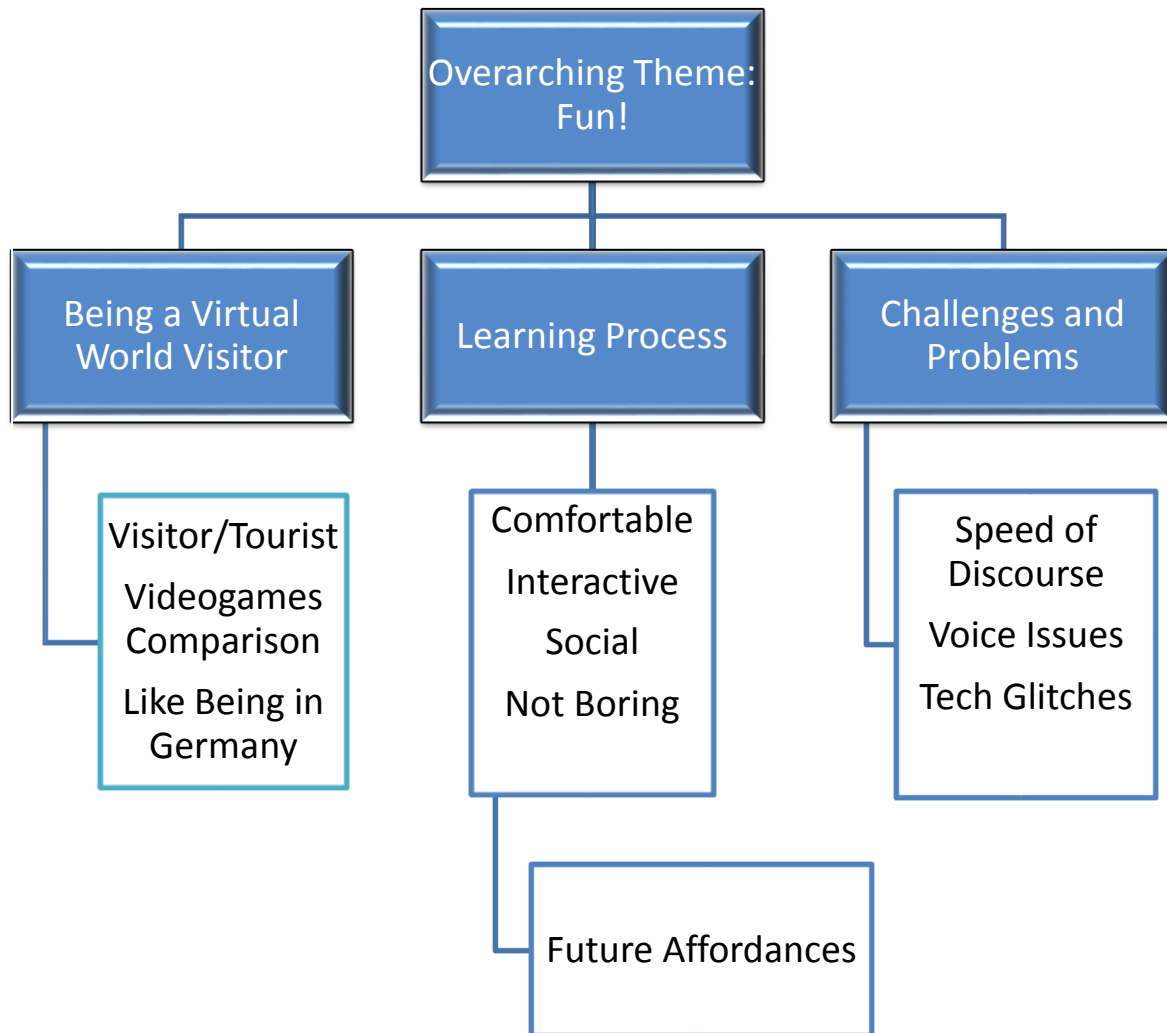 Overarching Theme:
Fun!
Being a Virtual
World Visitor
Learning Process
Challenges and
Problems
Visitor/Tourist
Videogames
Comparison
Like Being in
Germany
Comfortable
Interactive
Social
Not Boring
Speed of
Discourse
Voice Issues
Tech Glitches
Future Affordances